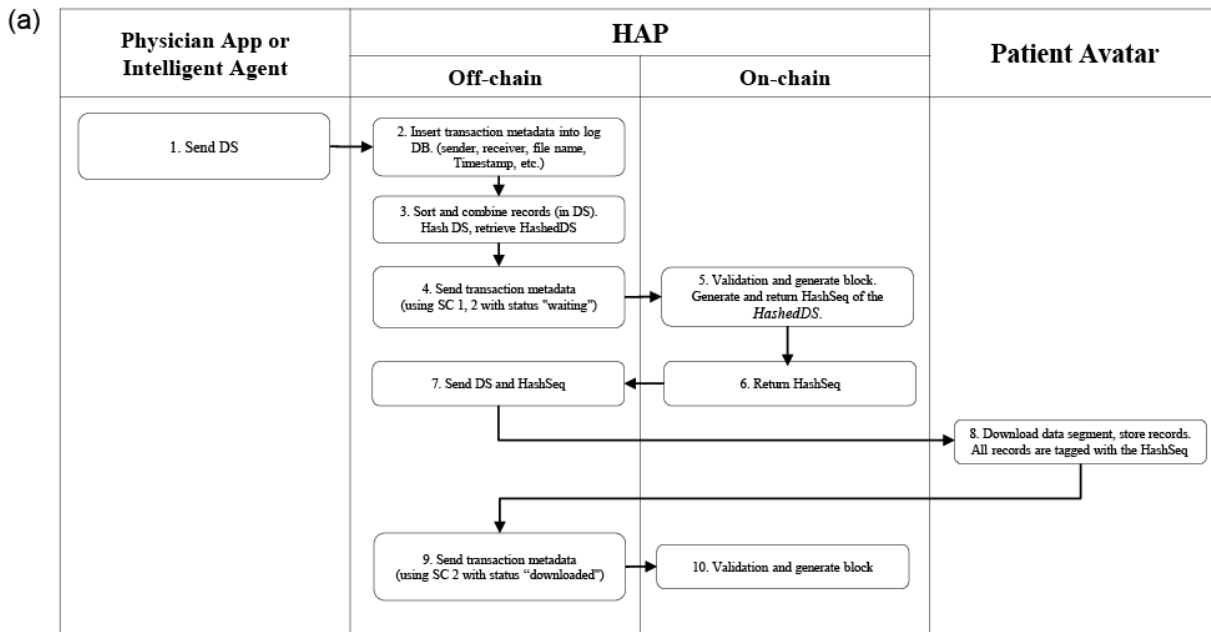 (a)
Physician App or
Intelligent Agent
HAP
Off-chain
On-chain
Patient Avatar
1. Send DS
2. Insert transaction metadata into log
DB. (sender, receiver, file name,
Timestamp, etc.)
3. Sort and combine records (in DS).
Hash DS, retrieve HashedDS
4. Send transaction metadata
(using SC 1, 2 with status "waiting")
5. Validation and generate block.
Generate and return HashSeq of the
HashedDS.
7. Send DS and HashSeq
6. Return HashSeq
8. Download data segment, store records.
All records are tagged with the HashSeq
9. Send transaction metadata
(using SC 2 with status “downloaded”)
10. Validation and generate block